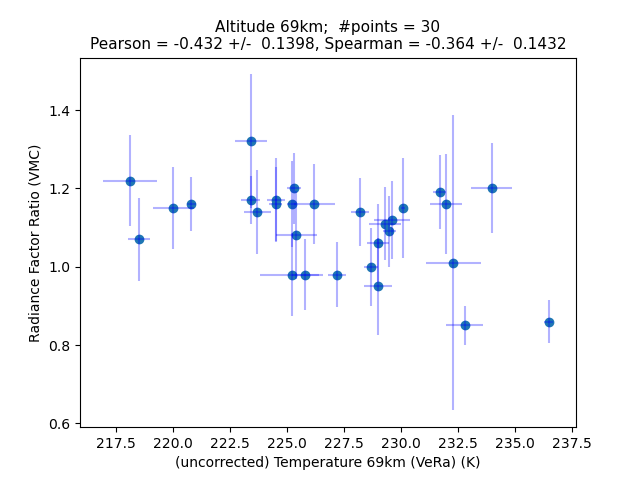 Altitude 69km;  #points = 30
Pearson = -0.432 +/-  0.1398, Spearman = -0.364 +/-  0.1432
Radiance Factor Ratio (VMC)
1.4
1.2
1.0
0.8
0.6
217.5 220.0 222.5 225.0 227.5 230.0 232.5 235.0 237.5
(uncorrected) Temperature 69km (VeRa) (K)